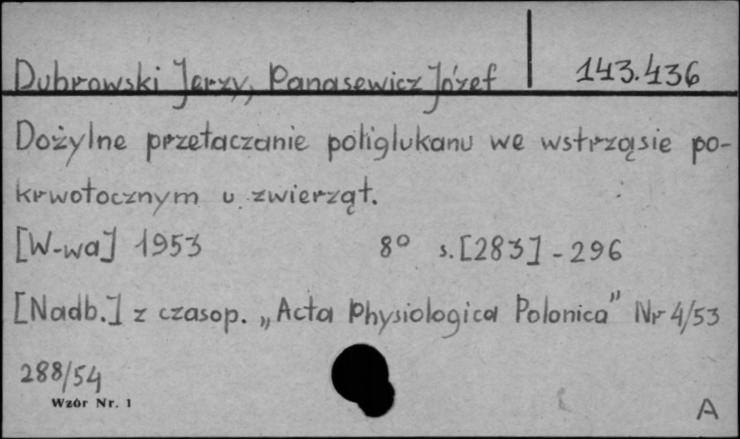 Dubrowski Jerzy, Panasewicz Józef 143.436
Dożylne przetaczanie poliglukanu we wstrząsie po-
krwotocznym u zwierząt.
[W-wa] 1953 8° s. [283] - 296
[Nadb.] z czasop. „Acta Physiologica Polonica" Nr 4/53
288/54
Wzór Nr. 1
A